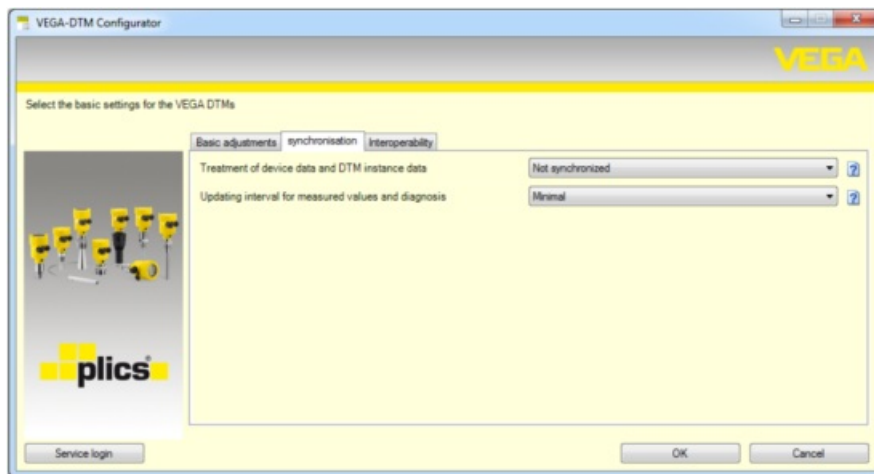 VEGA-DTM Configurator
VEGA
Select the basic settings for the VEGA DTMs
Basic adjustments synchronisation Interoperability
Treatment of device data and DTM instance data Not synchronized ?
Updating interval for measured values and diagnosis Minimal ?
plics®
Service login OK Cancel